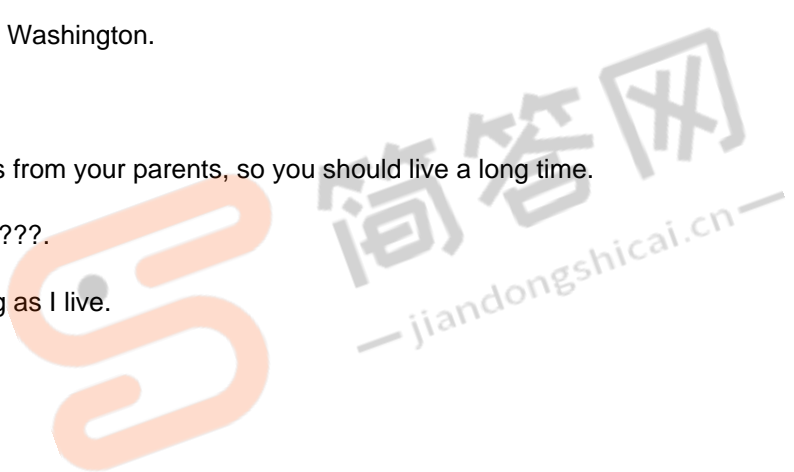 Washington.
s from your parents, so you should live a long time.
???.
g as I live.
简答网
— jiandongshicai.cn —